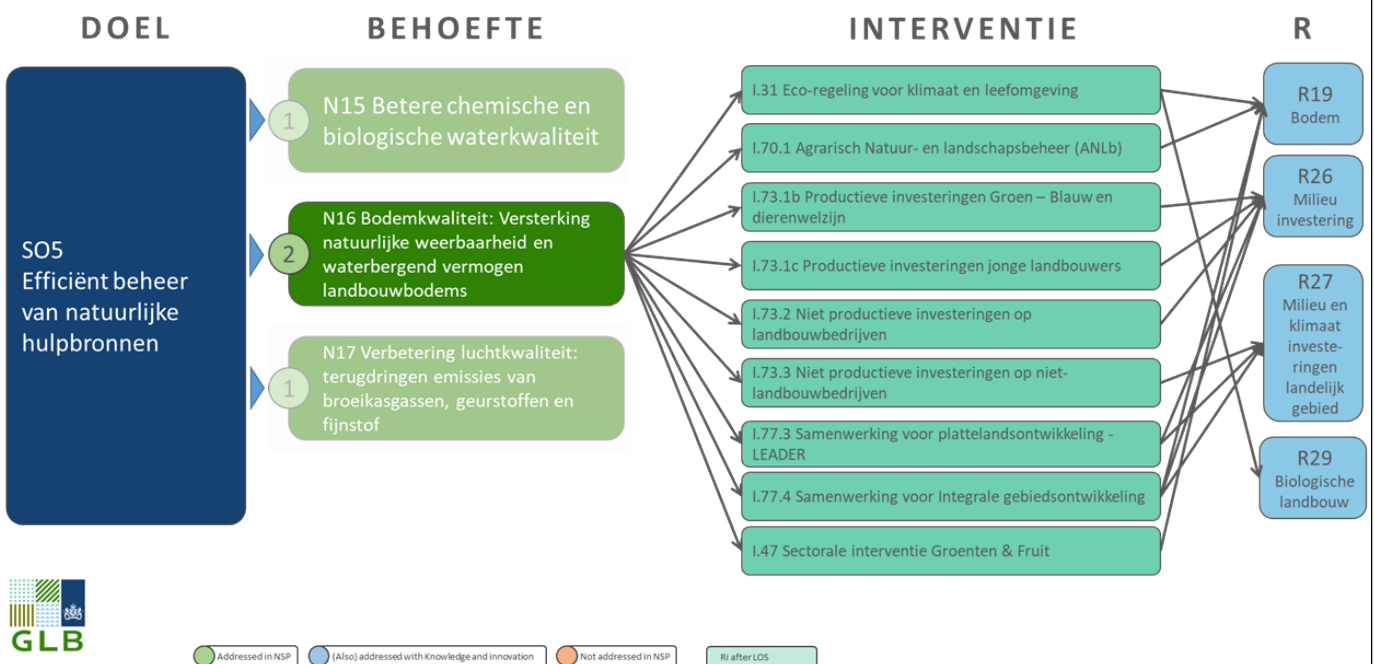 DOEL
BEHOEFTE
INTERVENTIE
R
SO5
Efficiënt beheer
van natuurlijke
hulpbronnen
1
N15 Betere chemische en
biologische waterkwaliteit
2
N16 Bodemkwaliteit: Versterking
natuurlijke weerbaarheid en
waterbergend vermogen
landbouwbodems
1
N17 Verbetering luchtkwaliteit:
terugdringen emissies van
broeikasgassen, geurstoffen en
fijnstof
I.31 Eco-regeling voor klimaat en leefomgeving
I.70.1 Agrarisch Natuur- en landschapsbeheer (ANLb)
I.73.1b Productieve investeringen Groen – Blauw en
dierenwelzijn
I.73.1c Productieve investeringen jonge landbouwers
I.73.2 Niet productieve investeringen op
landbouwbedrijven
I.73.3 Niet productieve investeringen op niet-
landbouwbedrijven
I.77.3 Samenwerking voor plattelandsontwikkeling -
LEADER
I.77.4 Samenwerking voor Integrale gebiedsontwikkeling
I.47 Sectorale interventie Groenten & Fruit
R19
Bodem
R26
Milieu
investering
R27
Milieu en
klimaat
investe-
ringen
landelijk
gebied
R29
Biologische
landbouw
GLB
Addressed in NSP
(Also) addressed with Knowledge and innovation
Not addressed in NSP
Ri after LOS